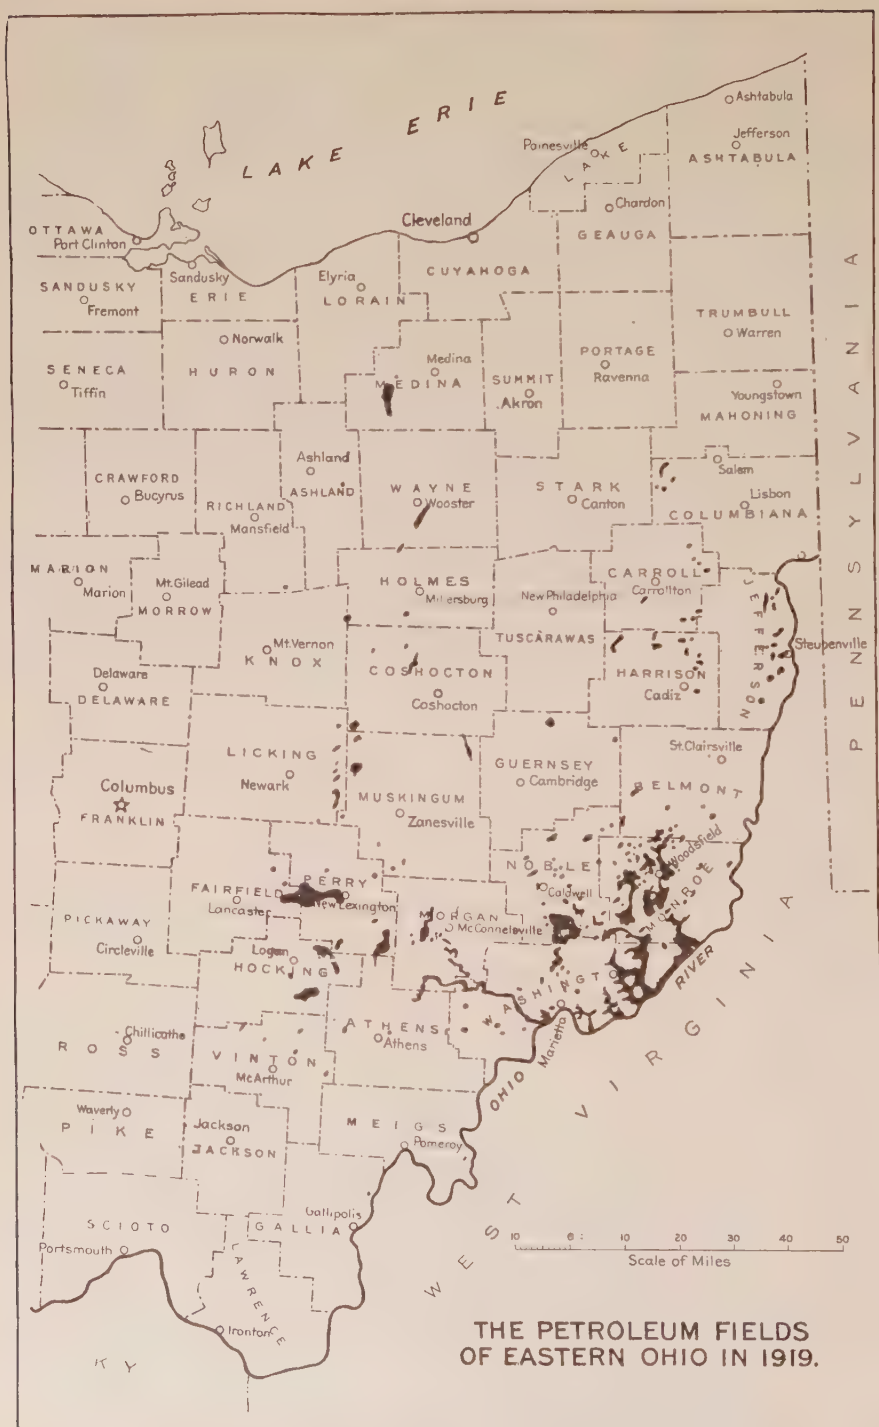 LAKE ERIE
Ashtabula
Jefferson
ASHTABULA
Painesville
LAKE
Chardon
GEAUGA
Cleveland
OTTAWA
Port Clinton
CUYAHOGA
Sandusky
ERIE
Elyria
LORAIN
SANDUSKY
Fremont
TRUMBULL
Warren
PENNSYLVANIA
Norwalk
HURON
SENECA
Tiffin
Medina
MEDINA
SUMMIT
Akron
PORTAGE
Ravenna
Youngstown
MAHONING
CRAWFORD
Bucyrus
RICHLAND
Mansfield
Ashland
ASHLAND
WAYNE
Wooster
STARK
Canton
Salem
Lisbon
COLUMBIANA
MARION
Marion
Mt. Gilead
MORROW
HOLMES
Millersburg
New Philadelphia
TUSCARAWAS
CARROLL
Carrollton
JEFFERSON
Steubenville
Mt. Vernon
KNOX
COSHOCTON
Coshocton
HARRISON
Cadiz
Delaware
DELAWARE
LICKING
Newark
GUERNSEY
Cambridge
St. Clairsville
BELMONT
Columbus
FRANKLIN
MUSKINGUM
Zanesville
NOBLE
Caldwell
Woodsfield
MONROE
FAIRFIELD
Lancaster
PERRY
New Lexington
MORGAN
McConnelsville
PICKAWAY
Circleville
Logan
HOCKING
WASHINGTON
Marietta
OHIO RIVER
Chillicothe
ROSS
VINTON
McArthur
ATHENS
Athens
Waverly
PIKE
Jackson
JACKSON
MEIGS
Pomeroy
WEST VIRGINIA
SCIOTO
Portsmouth
Gallipolis
GALLIA
LAWRENCE
Ironton
KY
10 0 10 20 30 40 50
Scale of Miles
THE PETROLEUM FIELDS
OF EASTERN OHIO IN 1919.